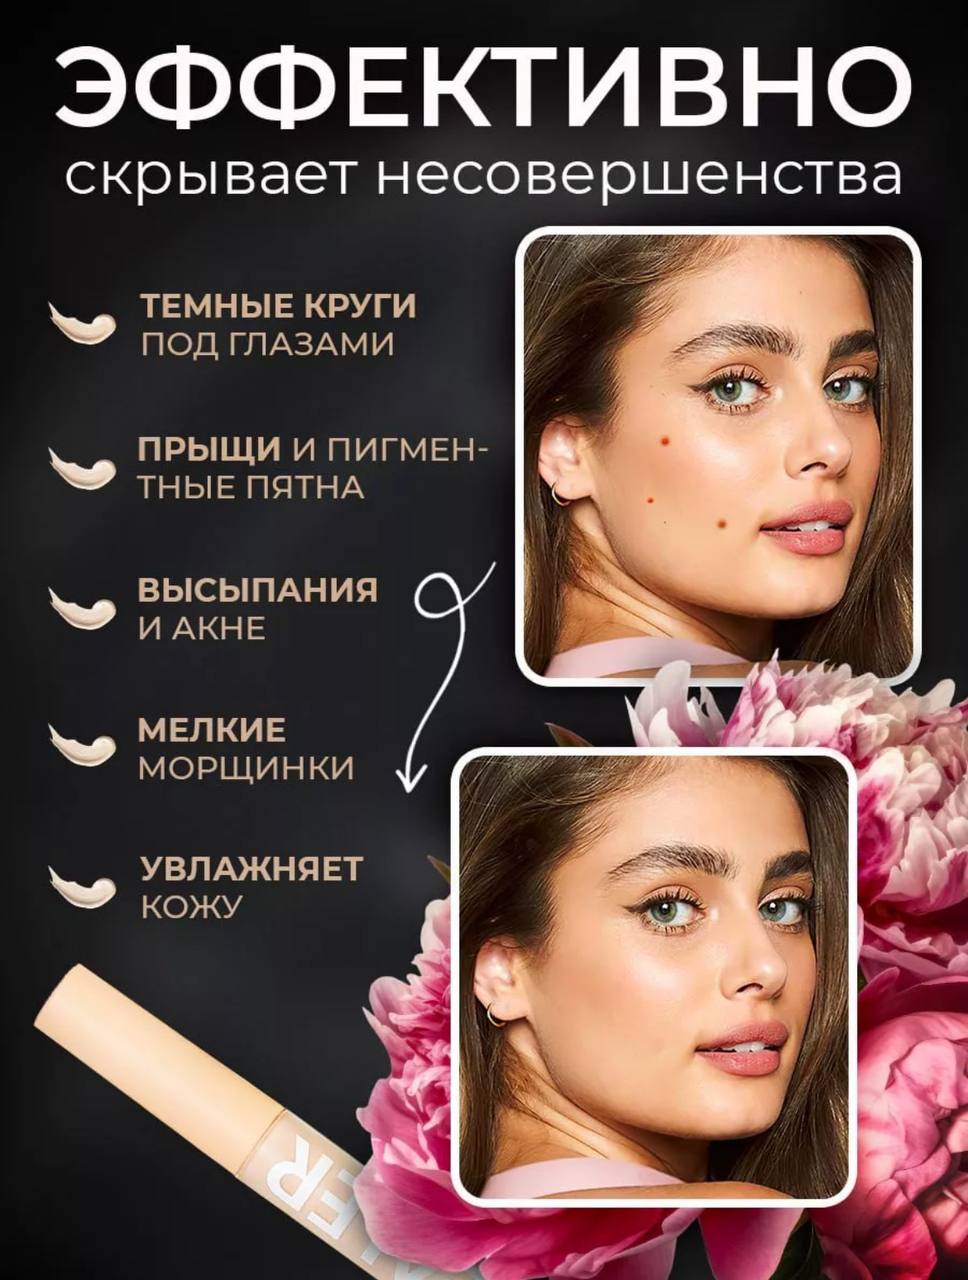 ЭФФЕКТИВНО
скрывает несовершенства
ТЕМНЫЕ КРУГИ
ПОД ГЛАЗАМИ
ПРЫЩИ И ПИГМЕН-
ТНЫЕ ПЯТНА
ВЫСЫПАНИЯ
И АКНЕ
МЕЛКИЕ
МОРЩИНКИ
УВЛАЖНЯЕТ
КОЖУ